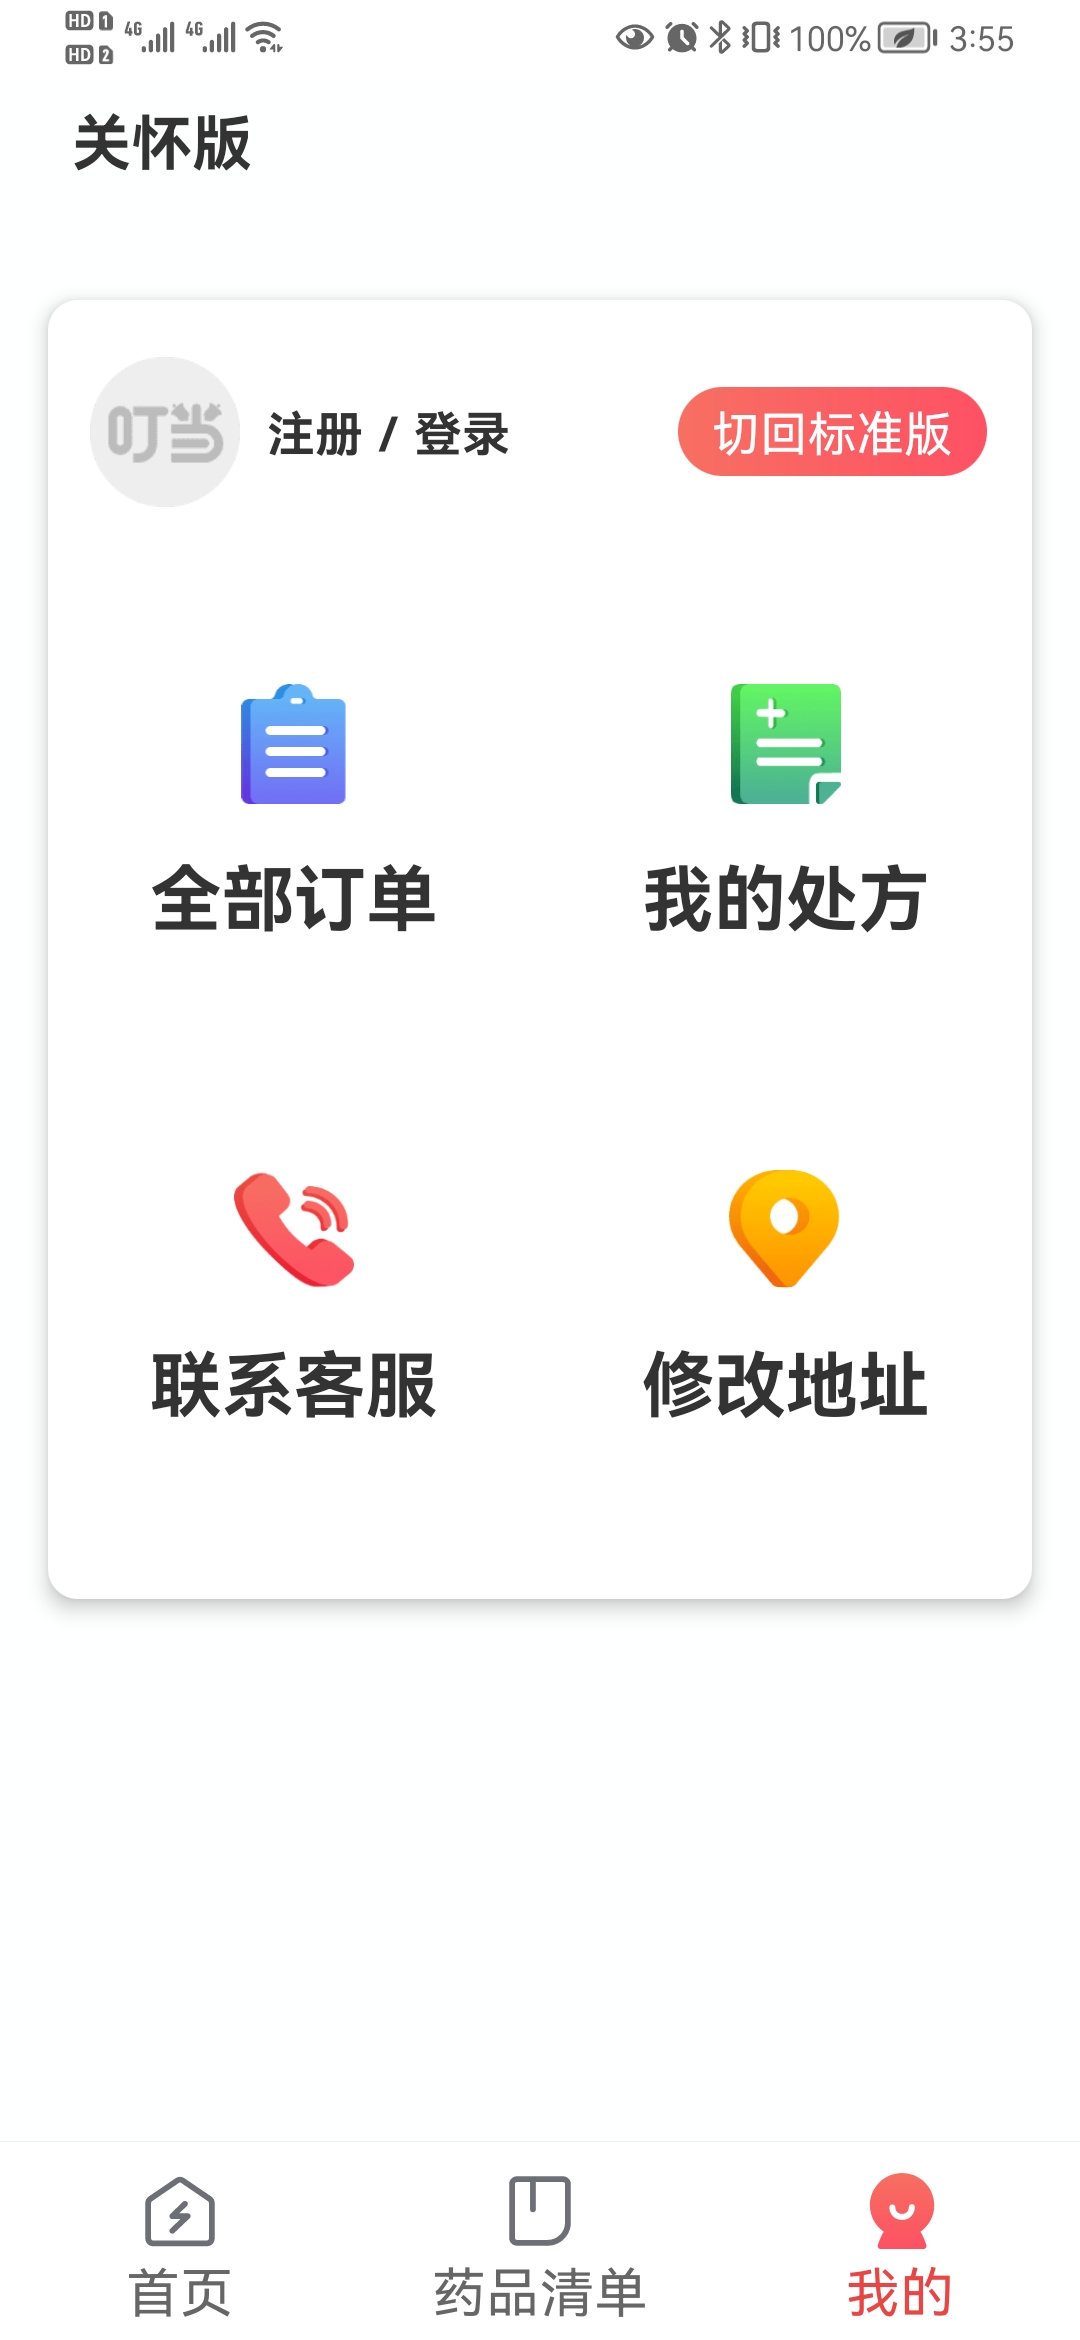 HD 1 4G 4G 100% 3:55
HD 2
关怀版
叮当 注册 / 登录 切回标准版
全部订单 我的处方
联系客服 修改地址
首页 药品清单 我的